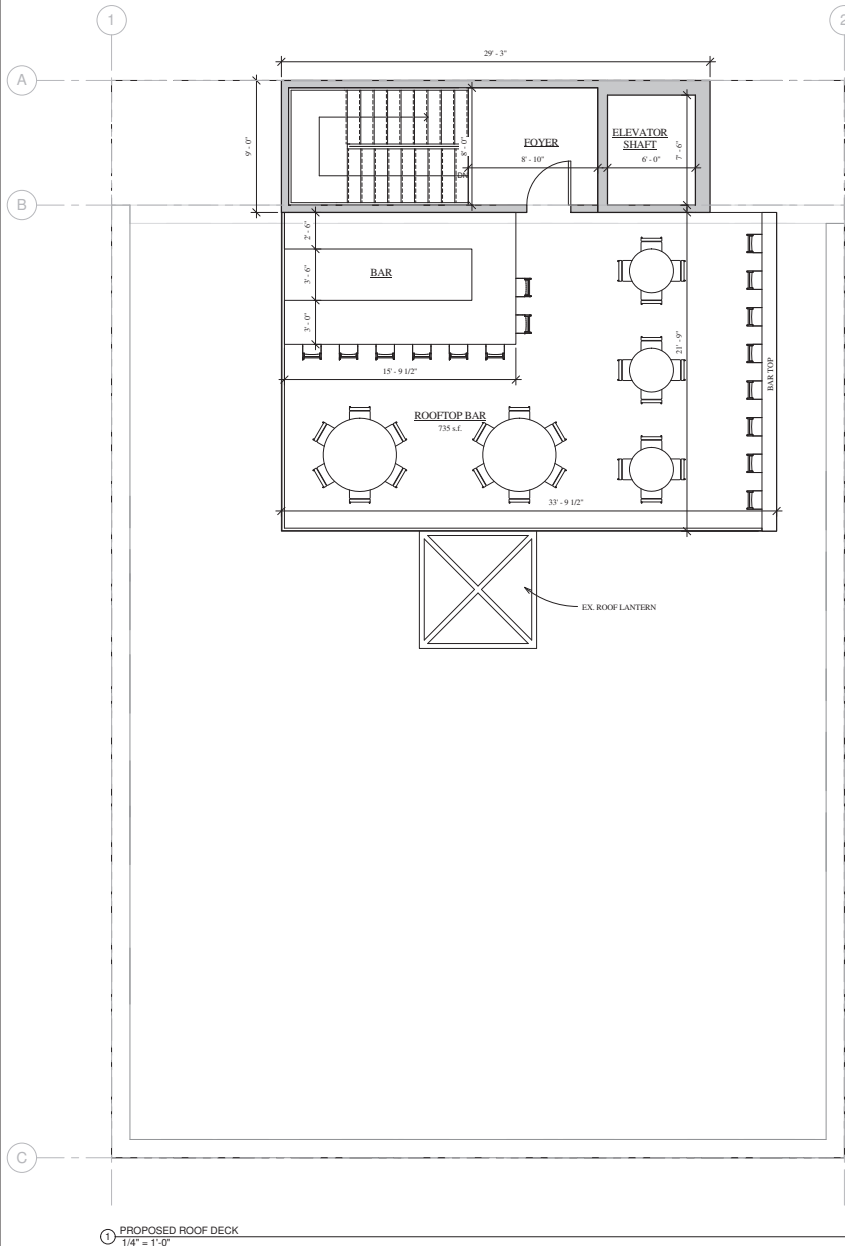 1
2
29' - 3"
A
9' - 0"
8' - 0"
FOYER
8' - 10"
ELEVATOR
SHAFT
6' - 0"
7' - 6"
DN
B
2' - 6"
3' - 6"
BAR
3' - 0"
21' - 9"
BAR TOP
15' - 9 1/2"
ROOFTOP BAR
735 s.f.
33' - 9 1/2"
EX. ROOF LANTERN
C
1
PROPOSED ROOF DECK
1/4" = 1'-0"